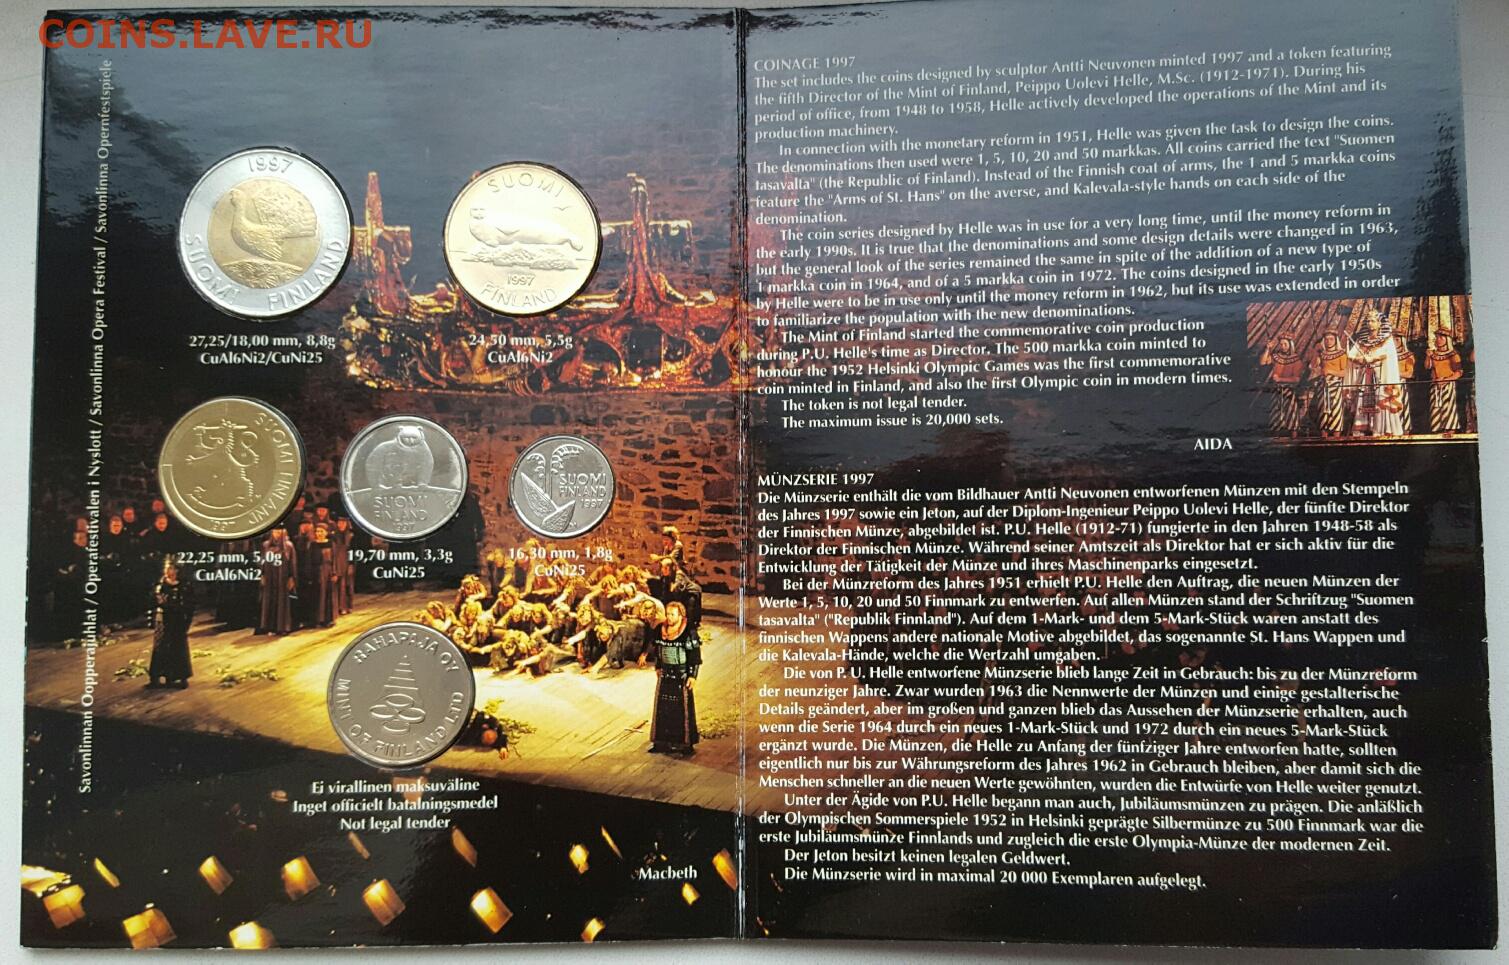 COINS.LAVE.RU
Savonlinnan Oopperajuhlat / Operafestivalen i Nyslott / Savonlinna Opera Festival / Savonlinna Opernfestspiele
1997
SUOMI FINLAND
27,25/18,00 mm, 8,8g
CuAl6Ni2/CuNi25
SUOMI
1997
FINLAND
24,50 mm, 5,5g
CuAl6Ni2
SUOMI FINLAND
1997
22,25 mm, 5,0g
CuAl6Ni2
SUOMI
FINLAND
1997
19,70 mm, 3,3g
CuNi25
SUOMI
FINLAND
1997
16,30 mm, 1,8g
CuNi25
RAHAPAJA OY
MINT OF FINLAND LTD
Ei virallinen maksuväline
Inget officielt batalningsmedel
Not legal tender
Macbeth
COINAGE 1997
The set includes the coins designed by sculptor Antti Neuvonen minted 1997 and a token featuring
the fifth Director of the Mint of Finland, Peippo Uolevi Helle, M.Sc. (1912-1971). During his
period of office, from 1948 to 1958, Helle actively developed the operations of the Mint and its
production machinery.
In connection with the monetary reform in 1951, Helle was given the task to design the coins.
The denominations then used were 1, 5, 10, 20 and 50 markkas. All coins carried the text "Suomen
tasavalta" (the Republic of Finland). Instead of the Finnish coat of arms, the 1 and 5 markka coins
feature the "Arms of St. Hans" on the averse, and Kalevala-style hands on each side of the
denomination.
The coin series designed by Helle was in use for a very long time, until the money reform in
the early 1990s. It is true that the denominations and some design details were changed in 1963,
but the general look of the series remained the same in spite of the addition of a new type of
1 markka coin in 1964, and of a 5 markka coin in 1972. The coins designed in the early 1950s
by Helle were to be in use only until the money reform in 1962, but its use was extended in order
to familiarize the population with the new denominations.
The Mint of Finland started the commemorative coin production
during P.U. Helle's time as Director. The 500 markka coin minted to
honour the 1952 Helsinki Olympic Games was the first commemorative
coin minted in Finland, and also the first Olympic coin in modern times.
The token is not legal tender.
The maximum issue is 20,000 sets.
AIDA
MÜNZSERIE 1997
Die Münzserie enthält die vom Bildhauer Antti Neuvonen entworfenen Münzen mit den Stempeln
des Jahres 1997 sowie ein Jeton, auf der Diplom-Ingenieur Peippo Uolevi Helle, der fünfte Direktor
der Finnischen Münze, abgebildet ist. P.U. Helle (1912-71) fungierte in den Jahren 1948-58 als
Direktor der Finnischen Münze. Während seiner Amtszeit als Direktor hat er sich aktiv für die
Entwicklung der Tätigkeit der Münze und ihres Maschinenparks eingesetzt.
Bei der Münzreform des Jahres 1951 erhielt P.U. Helle den Auftrag, die neuen Münzen der
Werte 1, 5, 10, 20 und 50 Finnmark zu entwerfen. Auf allen Münzen stand der Schriftzug "Suomen
tasavalta" ("Republik Finnland"). Auf dem 1-Mark- und dem 5-Mark-Stück waren anstatt des
finnischen Wappens andere nationale Motive abgebildet, das sogenannte St. Hans Wappen und
die Kalevala-Hände, welche die Wertzahl umgaben.
Die von P. U. Helle entworfene Münzserie blieb lange Zeit in Gebrauch: bis zu der Münzreform
der neunziger Jahre. Zwar wurden 1963 die Nennwerte der Münzen und einige gestalterische
Details geändert, aber im großen und ganzen blieb das Aussehen der Münzserie erhalten, auch
wenn die Serie 1964 durch ein neues 1-Mark-Stück und 1972 durch ein neues 5-Mark-Stück
ergänzt wurde. Die Münzen, die Helle zu Anfang der fünfziger Jahre entworfen hatte, sollten
eigentlich nur bis zur Währungsreform des Jahres 1962 in Gebrauch bleiben, aber damit sich die
Menschen schneller an die neuen Werte gewöhnten, wurden die Entwürfe von Helle weiter genutzt.
Unter der Ägide von P.U. Helle begann man auch, Jubiläumsmünzen zu prägen. Die anläßlich
der Olympischen Sommerspiele 1952 in Helsinki geprägte Silbermünze zu 500 Finnmark war die
erste Jubiläumsmünze Finnlands und zugleich die erste Olympia-Münze der modernen Zeit.
Der Jeton besitzt keinen legalen Geldwert.
Die Münzserie wird in maximal 20 000 Exemplaren aufgelegt.